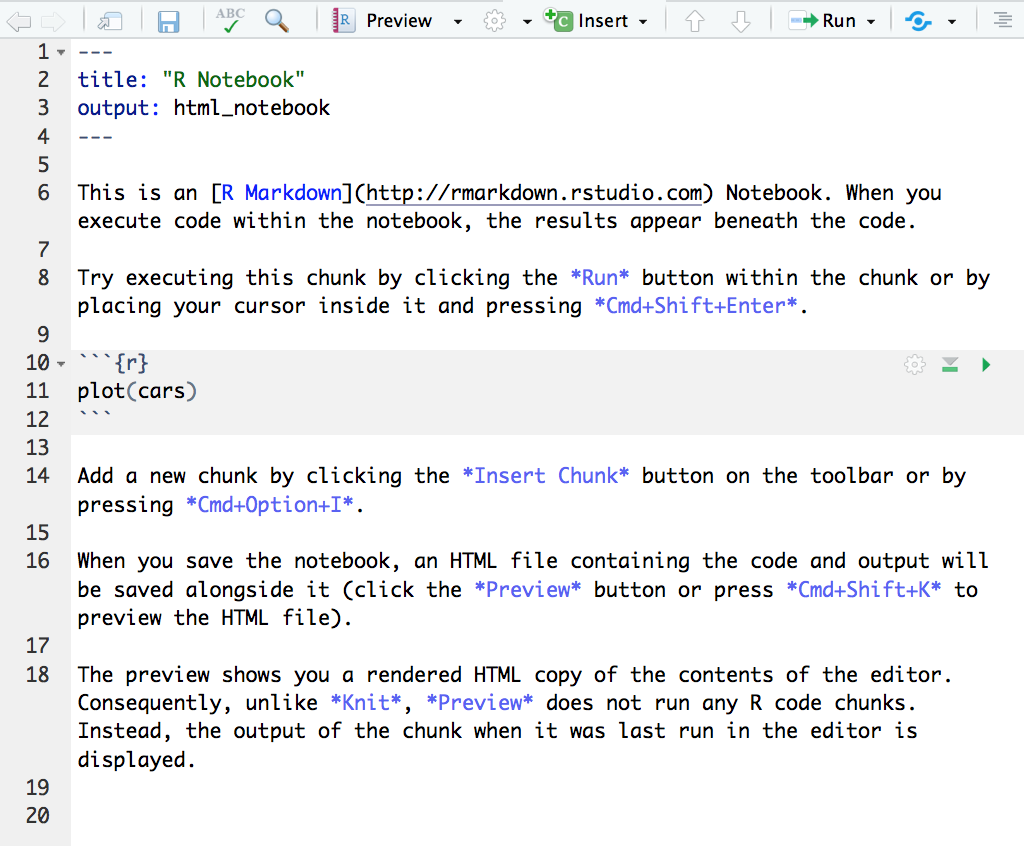 ABC
R Preview
C Insert
Run
1 ---
2 title: "R Notebook"
3 output: html_notebook
4 ---
5
6 This is an [R Markdown](http://rmarkdown.rstudio.com) Notebook. When you
execute code within the notebook, the results appear beneath the code.
7
8 Try executing this chunk by clicking the *Run* button within the chunk or by
placing your cursor inside it and pressing *Cmd+Shift+Enter*.
9
10 ```{r}
11 plot(cars)
12 ```
13
14 Add a new chunk by clicking the *Insert Chunk* button on the toolbar or by
pressing *Cmd+Option+I*.
15
16 When you save the notebook, an HTML file containing the code and output will
be saved alongside it (click the *Preview* button or press *Cmd+Shift+K* to
preview the HTML file).
17
18 The preview shows you a rendered HTML copy of the contents of the editor.
Consequently, unlike *Knit*, *Preview* does not run any R code chunks.
Instead, the output of the chunk when it was last run in the editor is
displayed.
19
20